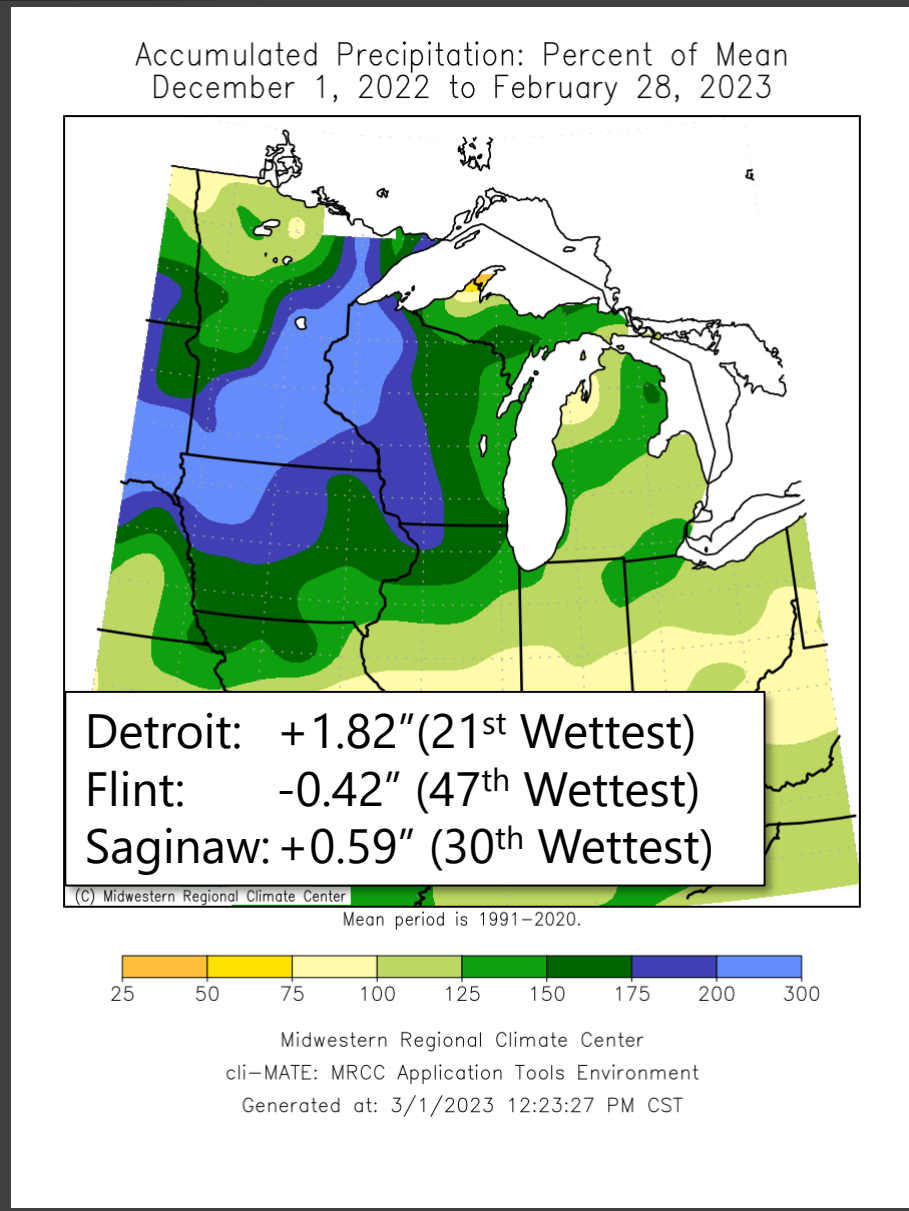 Accumulated Precipitation: Percent of Mean
December 1, 2022 to February 28, 2023
Detroit: +1.82”(21st Wettest)
Flint: -0.42” (47th Wettest)
Saginaw: +0.59” (30th Wettest)
(C) Midwestern Regional Climate Center
Mean period is 1991-2020.
25 50 75 100 125 150 175 200 300
Midwestern Regional Climate Center
cli-MATE: MRCC Application Tools Environment
Generated at: 3/1/2023 12:23:27 PM CST